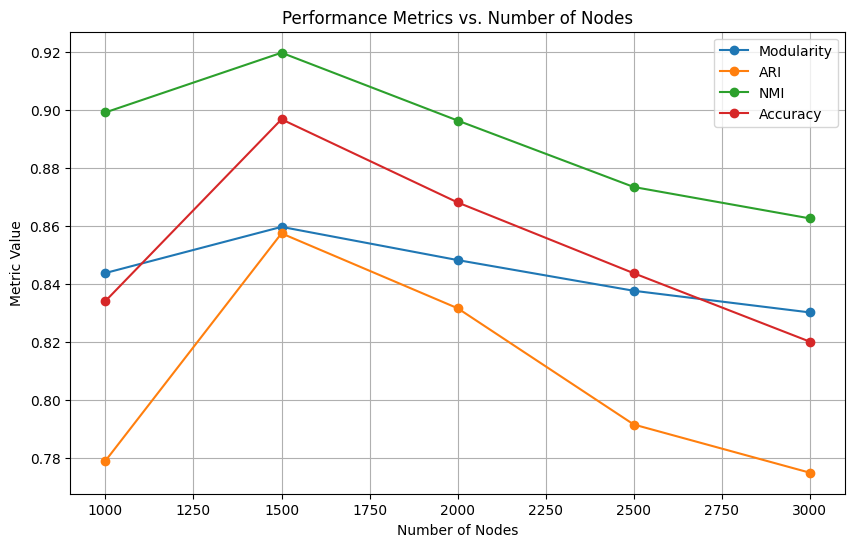 Performance Metrics vs. Number of Nodes
Modularity
ARI
NMI
Accuracy
Metric Value
0.92
0.90
0.88
0.86
0.84
0.82
0.80
0.78
1000 1250 1500 1750 2000 2250 2500 2750 3000
Number of Nodes